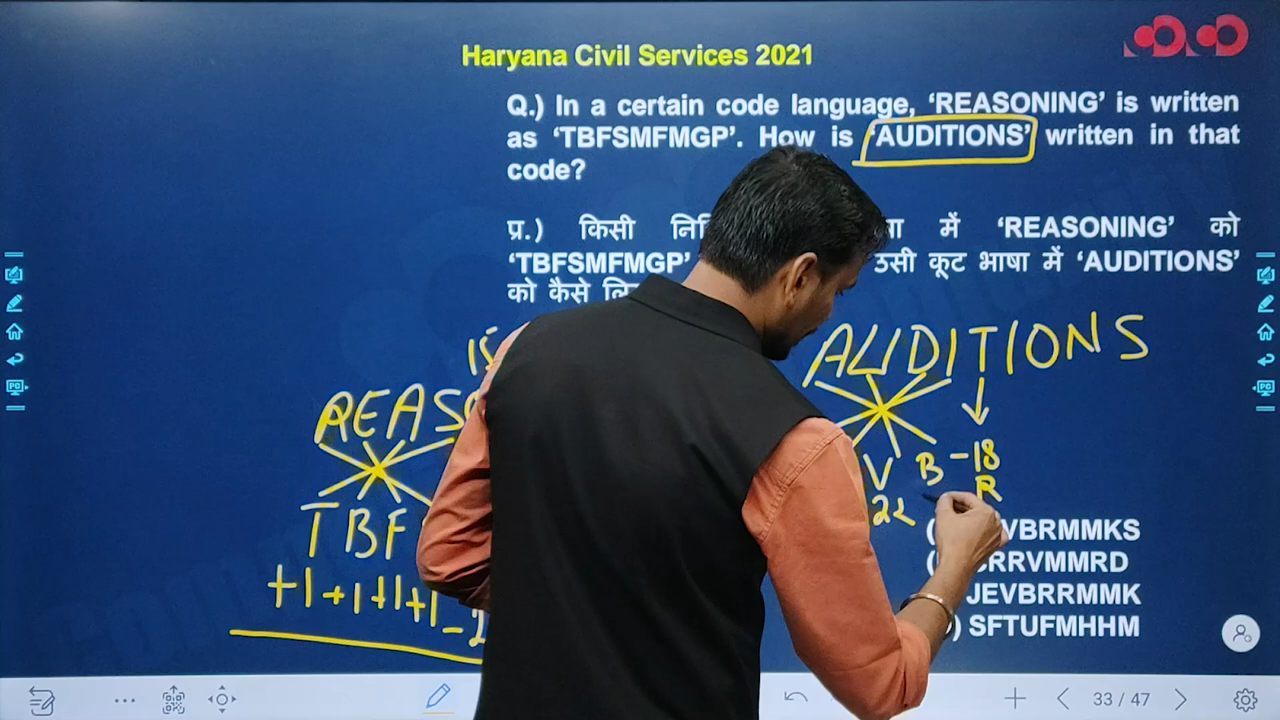 Haryana Civil Services 2021
Q.) In a certain code language, ‘REASONING’ is written
as ‘TBFSMFMGP’. How is ‘AUDITIONS’ written in that
code?
प्र.) किसी में ‘REASONING’ को
‘TBFSMFMGP’ उसी कूट भाषा में ‘AUDITIONS’
को कैसे
15
REAS
AUDITIONS
TBF
V B -18
22 R
+1 +1 +1 +1 -1
VBRMMKS
RRVMMRD
JEVBRRMMK
) SFTUFMHHM
33 / 47